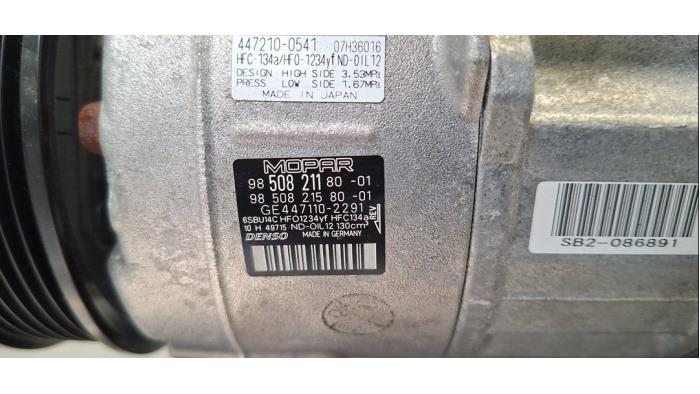 447210-0541 07H36016
HFC-134a/HFO-1234yf ND-OIL12
DESIGN HIGH SIDE 3.53MPa
PRESS LOW SIDE 1.67MPa
MADE IN JAPAN
MOPAR
98 508 211 80 -01
98 508 215 80 -01
GE447110-2291
6SBU14C HFO1234yf HFC134a
10 H 49715 ND-OIL12 130cm³
DENSO MADE IN GERMANY
REV
SB2-086891